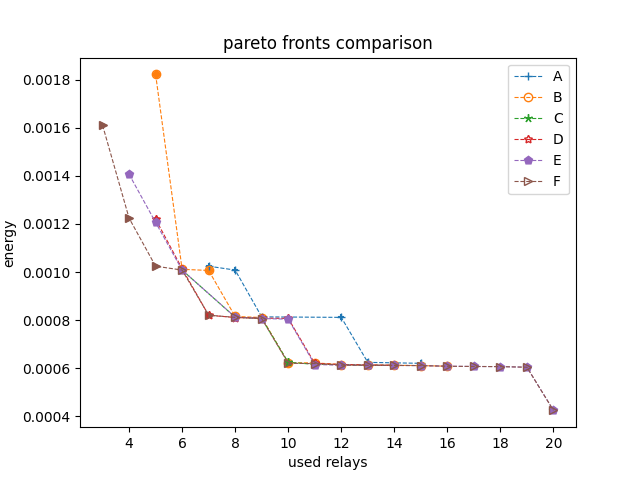 pareto fronts comparison
energy
0.0018
0.0016
0.0014
0.0012
0.0010
0.0008
0.0006
0.0004
A
B
C
D
E
F
4 6 8 10 12 14 16 18 20
used relays